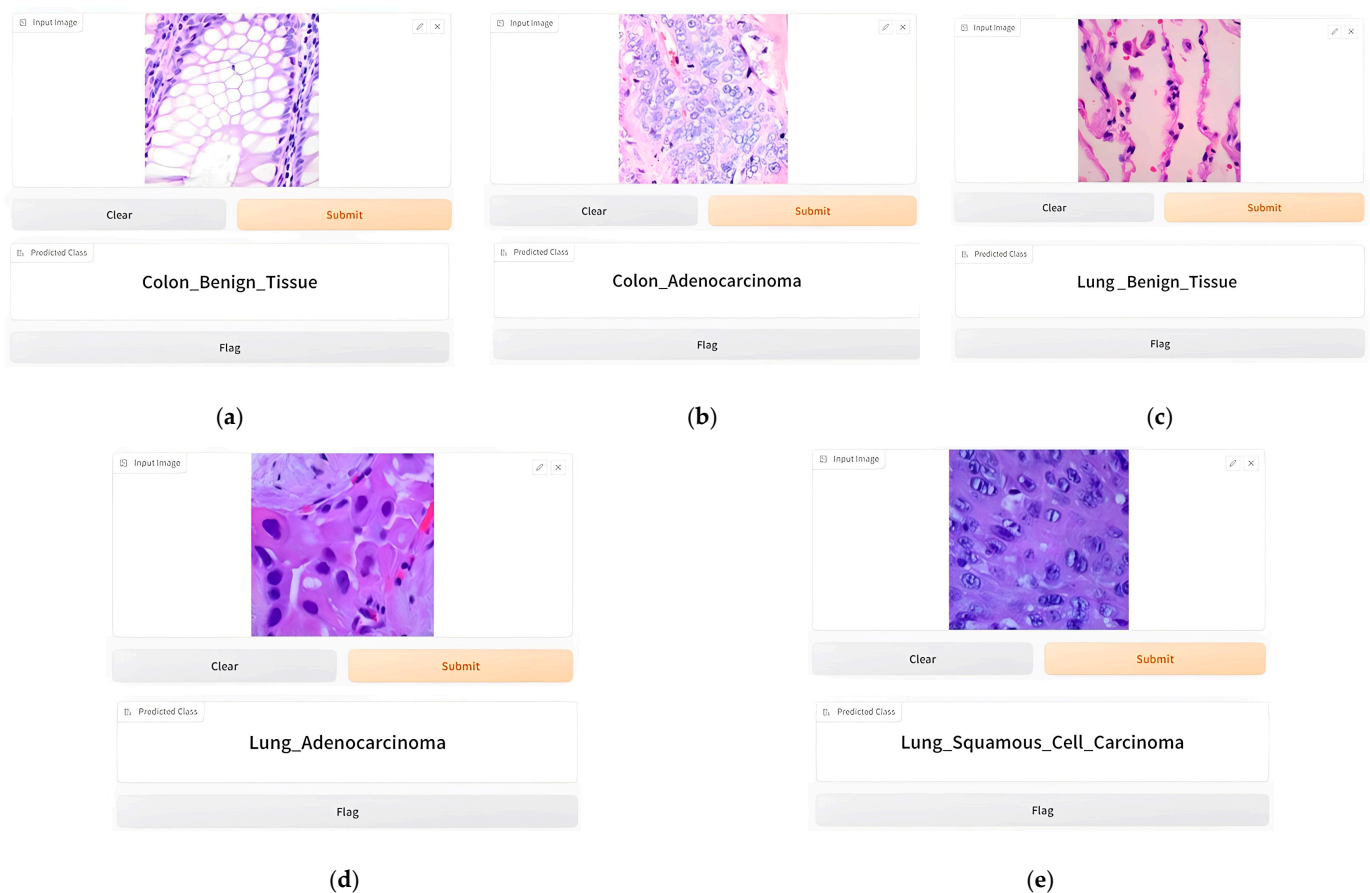 Input Image
Clear
Submit
Predicted Class
Colon_Benign_Tissue
Flag
(a)
Input Image
Clear
Submit
Predicted Class
Colon_Adenocarcinoma
Flag
(b)
Input Image
Clear
Submit
Predicted Class
Lung_Benign_Tissue
Flag
(c)
Input Image
Clear
Submit
Predicted Class
Lung_Adenocarcinoma
Flag
(d)
Input Image
Clear
Submit
Predicted Class
Lung_Squamous_Cell_Carcinoma
Flag
(e)